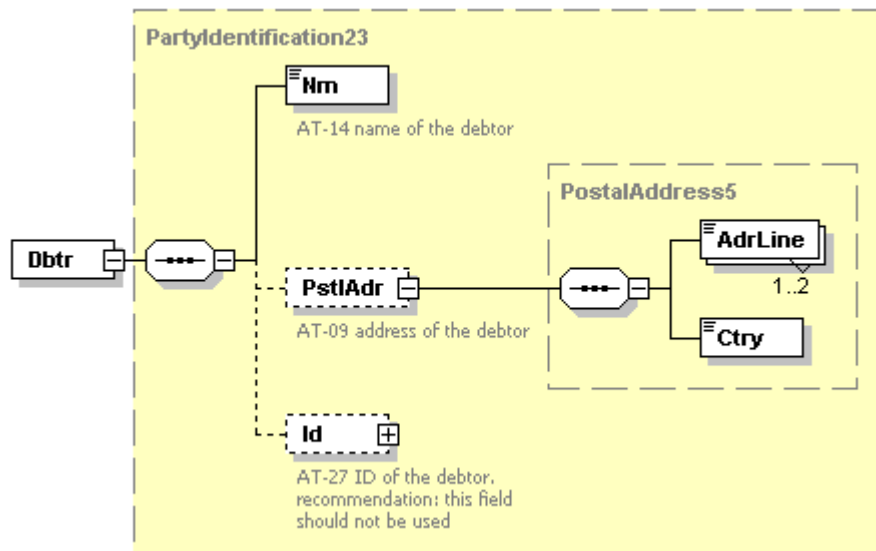 PartyIdentification23
Nm
AT-14 name of the debtor
PostalAddress5
AdrLine
1..2
Dbtr
PstlAdr
AT-09 address of the debtor
Ctry
Id
AT-27 ID of the debtor.
recommendation: this field
should not be used